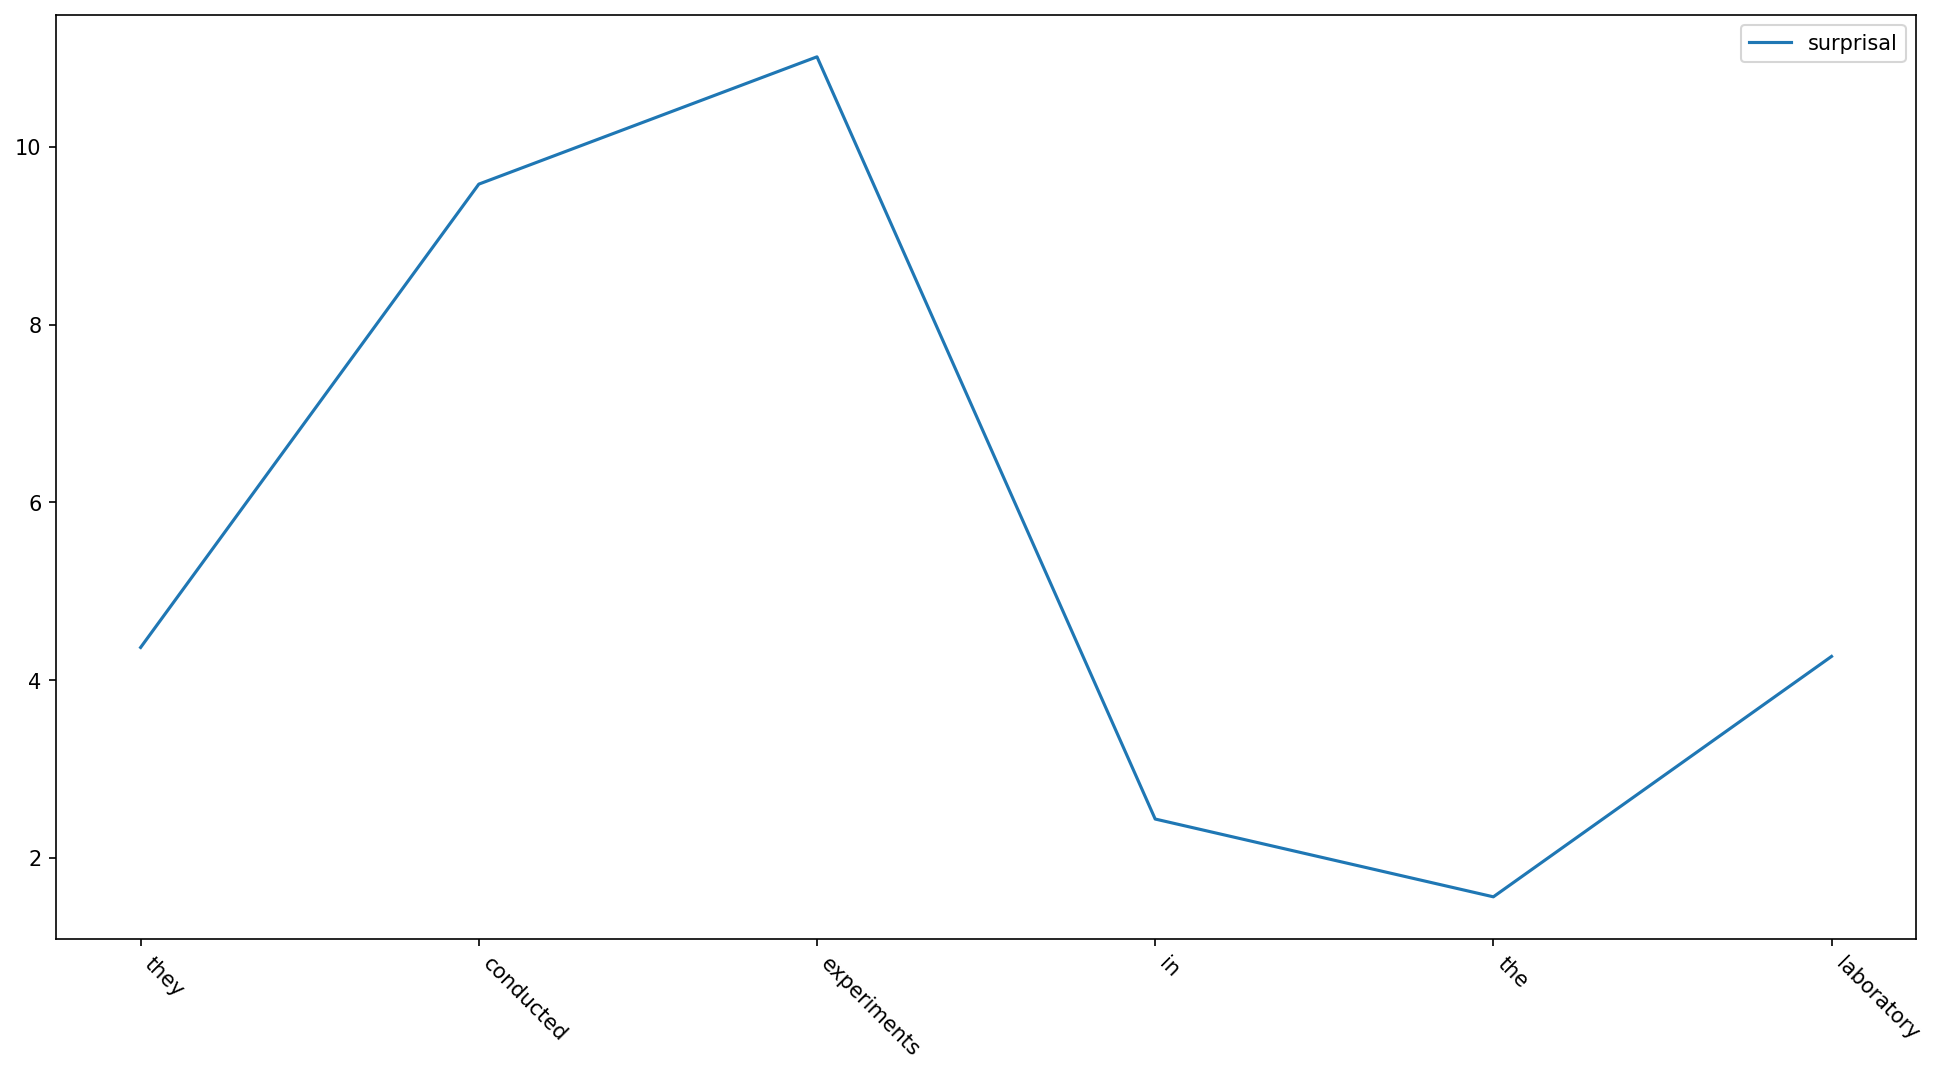 surprisal
10
8
6
4
2
they
conducted
experiments
in
the
laboratory